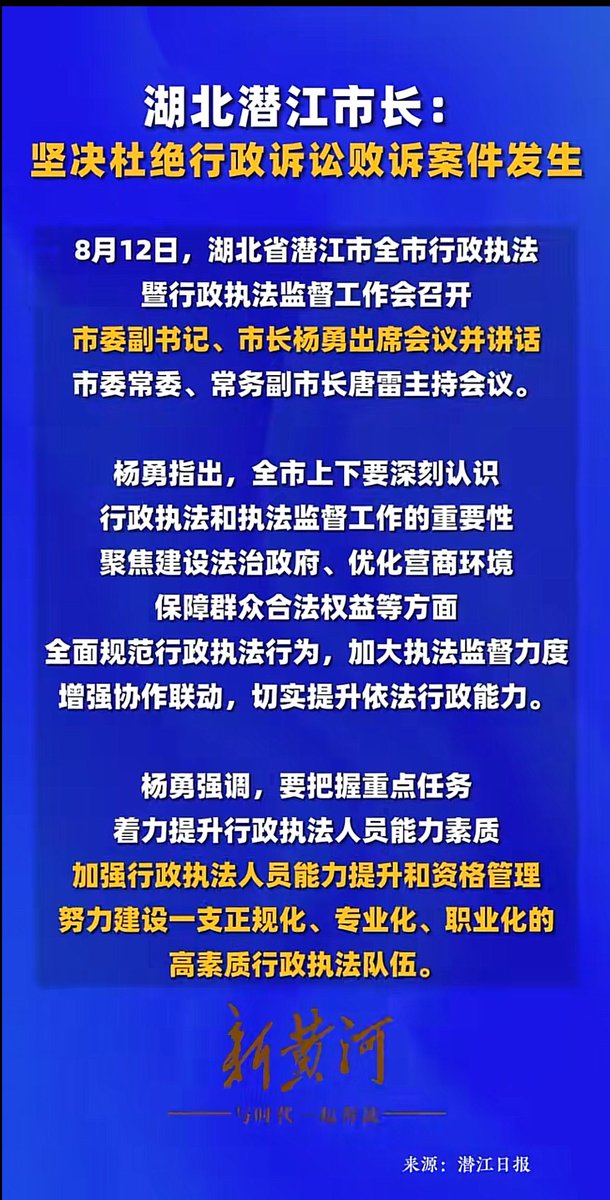 湖北潜江市长：
坚决杜绝行政诉讼败诉案件发生
8月12日，湖北省潜江市全市行政执法
暨行政执法监督工作会召开
市委副书记、市长杨勇出席会议并讲话
市委常委、常务副市长唐雷主持会议。
杨勇指出，全市上下要深刻认识
行政执法和执法监督工作的重要性
聚焦建设法治政府、优化营商环境
保障群众合法权益等方面
全面规范行政执法行为，加大执法监督力度
增强协作联动，切实提升依法行政能力。
杨勇强调，要把握重点任务
着力提升行政执法人员能力素质
加强行政执法人员能力提升和资格管理
努力建设一支正规化、专业化、职业化的
高素质行政执法队伍。
新黄河
与时代一起奔流
来源：潜江日报